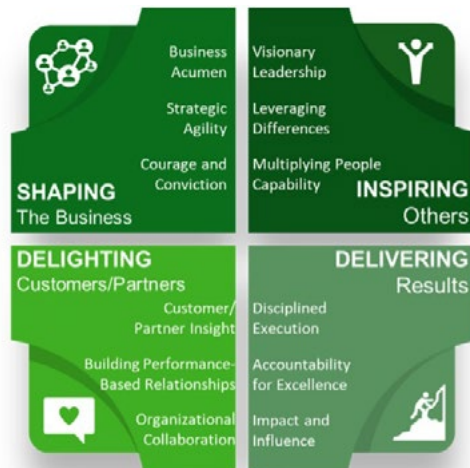 Business
Acumen
Strategic
Agility
Courage and
Conviction
SHAPING
The Business
Visionary
Leadership
Leveraging
Differences
Multiplying People
Capability
INSPIRING
Others
DELIGHTING
Customers/Partners
Customer/
Partner Insight
Building Performance-
Based Relationships
Organizational
Collaboration
DELIVERING
Results
Disciplined
Execution
Accountability
for Excellence
Impact and
Influence